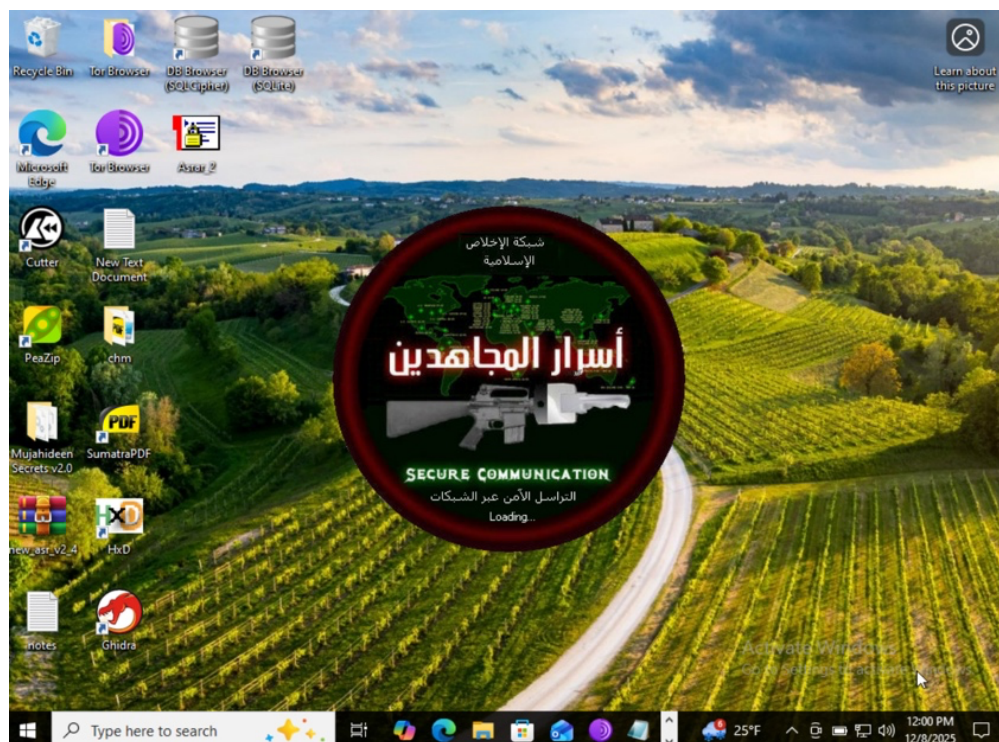 Recycle Bin
Tor Browser
DB Browser
(SQLCipher)
DB Browser
(SQLite)
Learn about
this picture
Microsoft
Edge
Tor Browser
Asrar_2
Cutter
New Text
Document
PeaZip
chm
Mujahideen
Secrets v2.0
SumatraPDF
PDF
new_asr_v2_4
HxD
notes
Ghidra
شبكة الإخلاص
الإسلامية
أسرار المجاهدين
SECURE COMMUNICATION
التراسل الآمن عبر الشبكات
Loading...
Activate Windows
Type here to search
6
25°F
12:00 PM
12/8/2025